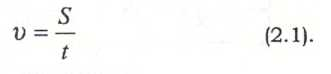 υ = S / t (2.1).